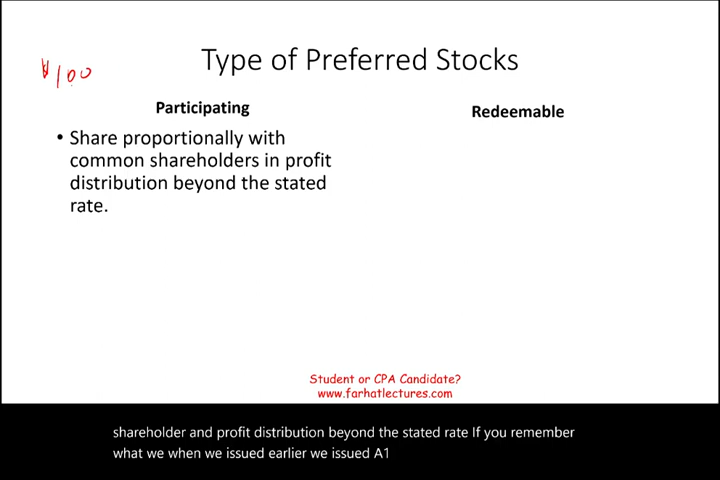 Type of Preferred Stocks
$100
Participating
Redeemable
• Share proportionally with
common shareholders in profit
distribution beyond the stated
rate.
Student or CPA Candidate?
www.farhatlectures.com
shareholder and profit distribution beyond the stated rate If you remember
what we when we issued earlier we issued A1